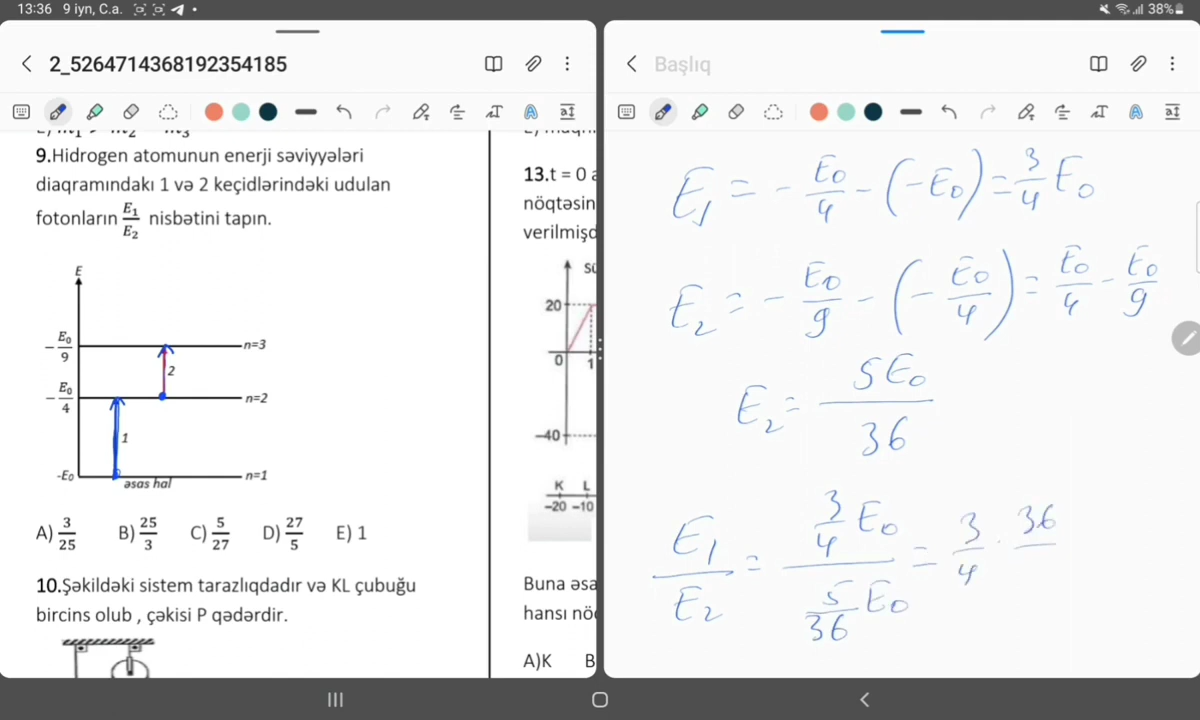 13:36 9 iyn, C.a.
38%
2_5264714368192354185
9.Hidrogen atomunun enerji səviyyələri
diaqramındakı 1 və 2 keçidlərindəki udulan
fotonların E₁/E₂ nisbətini tapın.
E
-E₀/9 n=3
2
-E₀/4 n=2
1
-E₀ n=1
əsas hal
A) 3/25 B) 25/3 C) 5/27 D) 27/5 E) 1
10.Şəkildəki sistem tarazlıqdadır və KL çubuğu
bircins olub , çəkisi P qədərdir.
13.t = 0
nöqtəsin
verilmişd
20
0 1
-40
K L
-20 -10
Buna əsa
hansı nö
A)K B
Başlıq
E₁ = - E₀/4 - (-E₀) = 3/4 E₀
E₂ = - E₀/9 - (- E₀/4) = E₀/4 - E₀/9
E₂ = 5E₀/36
E₁/E₂ = 3/4 E₀ / 5/36 E₀ = 3/4 · 36